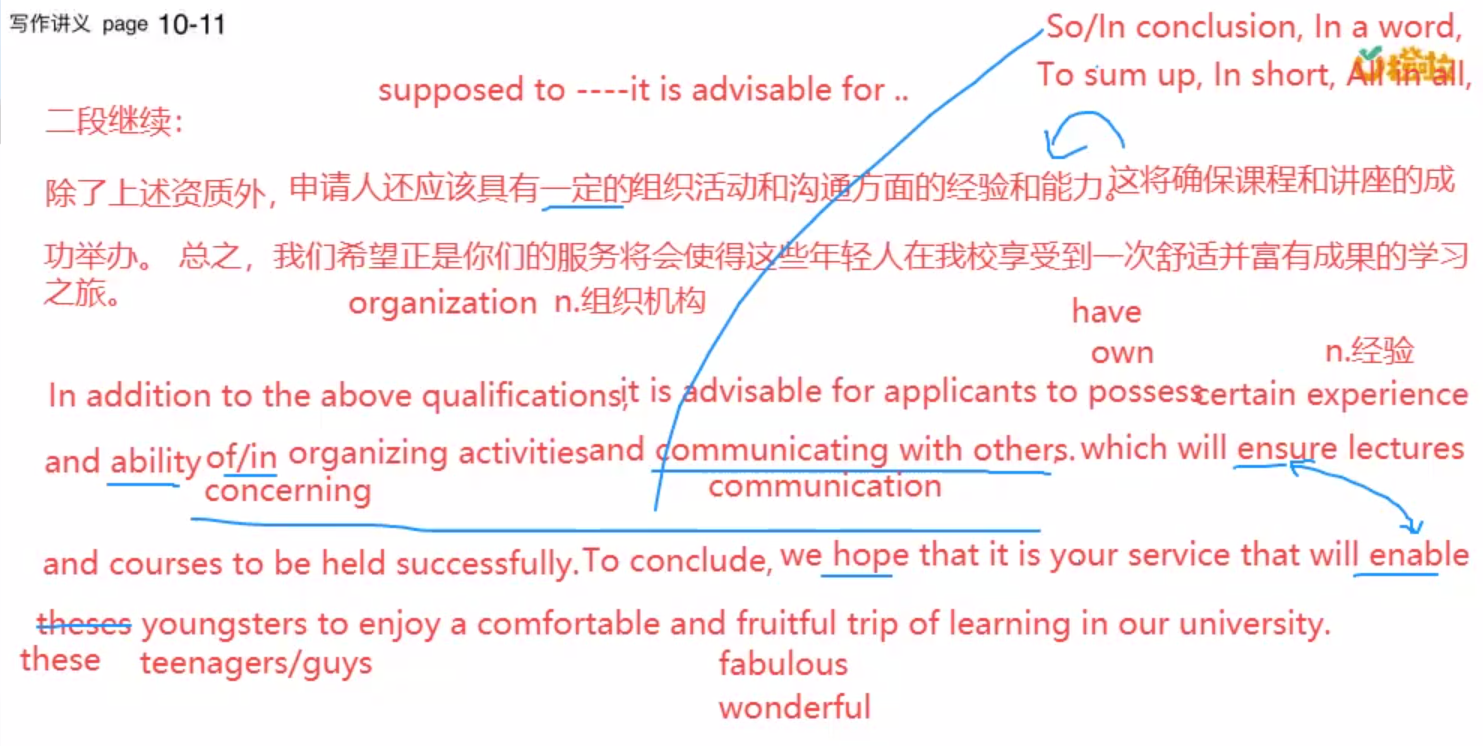 写作讲义 page 10-11
So/In conclusion, In a word,
To sum up, In short, All in all,
supposed to ----it is advisable for ..
二段继续：
除了上述资质外，申请人还应该具有一定的组织活动和沟通方面的经验和能力。这将确保课程和讲座的成
功举办。 总之，我们希望正是你们的服务将会使得这些年轻人在我校享受到一次舒适并富有成果的学习
之旅。
organization n.组织机构
have
own
n.经验
In addition to the above qualifications,it is advisable for applicants to possess certain experience
and ability of/in organizing activitiesand communicating with others. which will ensure lectures
concerning
communication
and courses to be held successfully.To conclude, we hope that it is your service that will enable
theses youngsters to enjoy a comfortable and fruitful trip of learning in our university.
these teenagers/guys
fabulous
wonderful